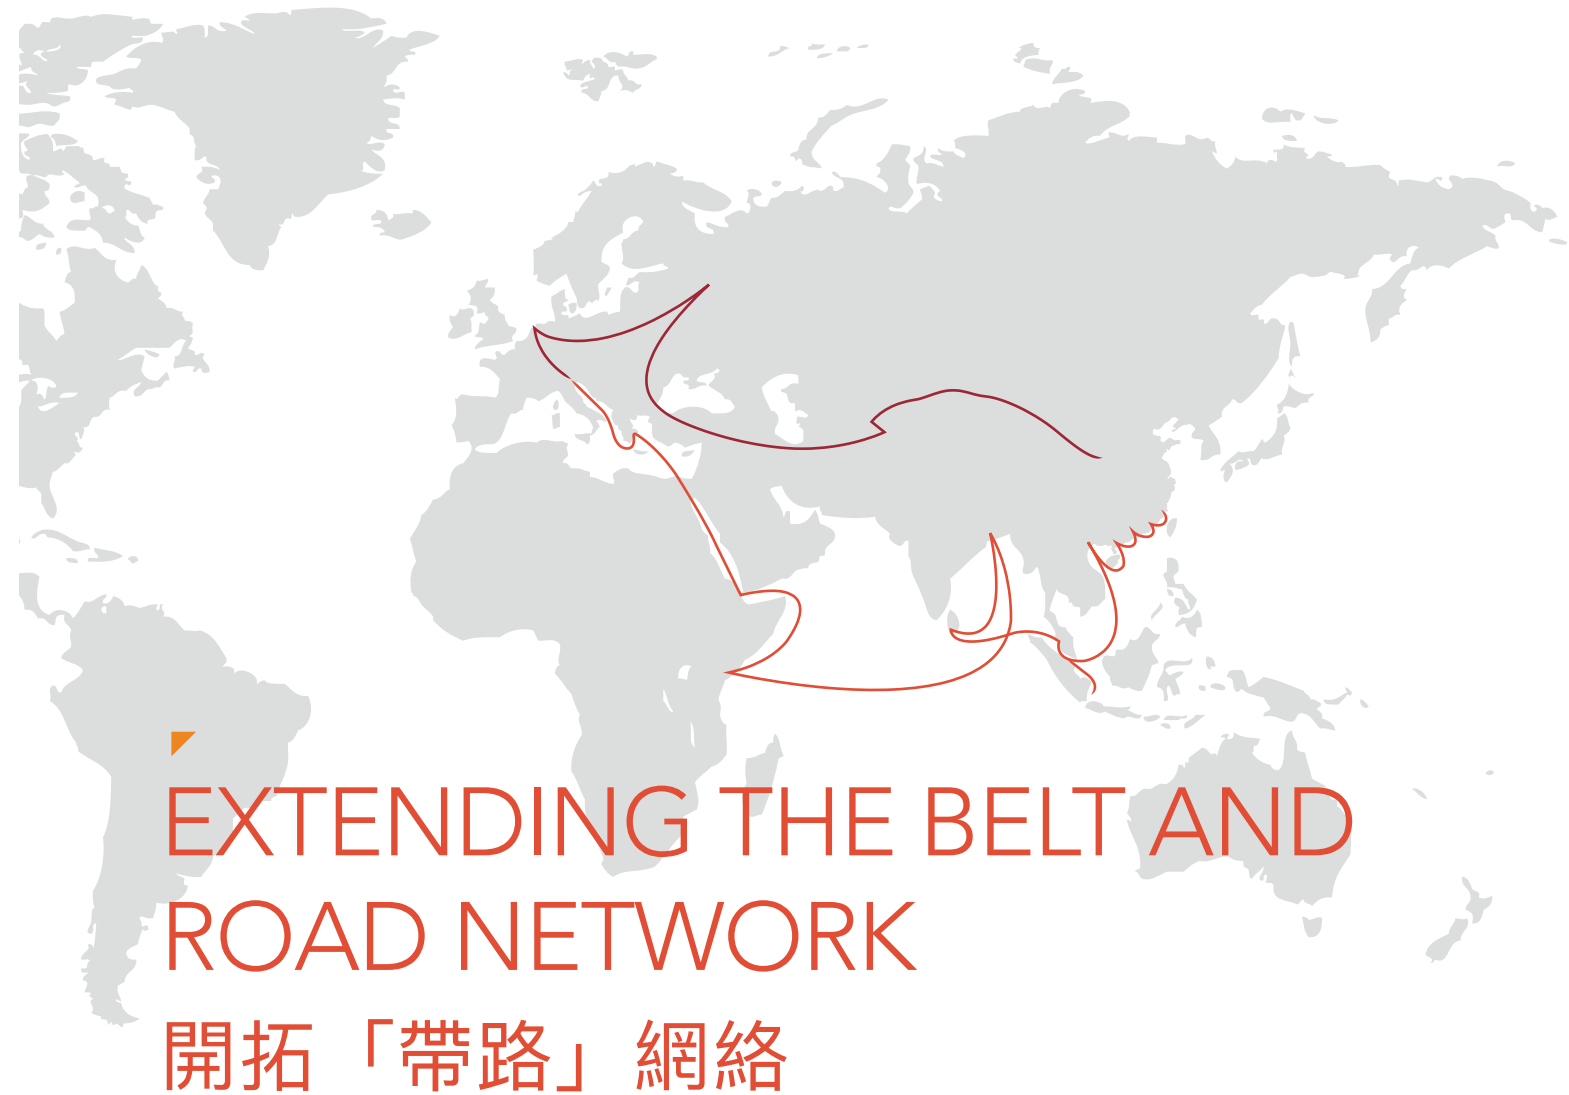 EXTENDING THE BELT AND
ROAD NETWORK
開拓「帶路」網絡